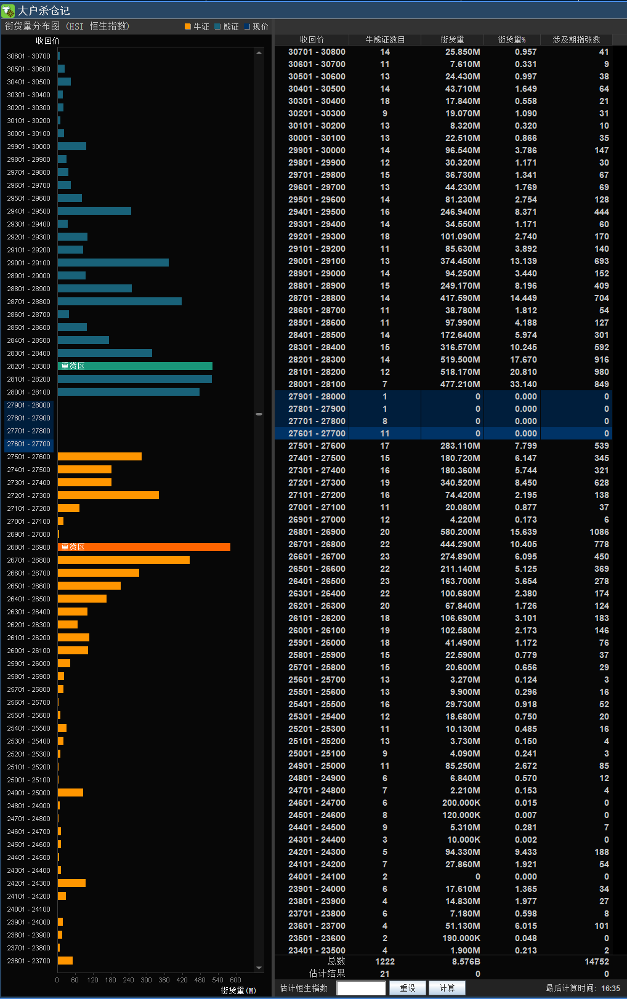 大户杀仓记
街货量分布图 (HSI 恒生指数)
牛证 熊证 现价
收回价
30601 - 30700
30501 - 30600
30401 - 30500
30301 - 30400
30201 - 30300
30101 - 30200
30001 - 30100
29901 - 30000
29801 - 29900
29701 - 29800
29601 - 29700
29501 - 29600
29401 - 29500
29301 - 29400
29201 - 29300
29101 - 29200
29001 - 29100
28901 - 29000
28801 - 28900
28701 - 28800
28601 - 28700
28501 - 28600
28401 - 28500
28301 - 28400
28201 - 28300 重货区
28101 - 28200
28001 - 28100
27901 - 28000
27801 - 27900
27701 - 27800
27601 - 27700
27501 - 27600
27401 - 27500
27301 - 27400
27201 - 27300
27101 - 27200
27001 - 27100
26901 - 27000
26801 - 26900 重货区
26701 - 26800
26601 - 26700
26501 - 26600
26401 - 26500
26301 - 26400
26201 - 26300
26101 - 26200
26001 - 26100
25901 - 26000
25801 - 25900
25701 - 25800
25601 - 25700
25501 - 25600
25401 - 25500
25301 - 25400
25201 - 25300
25101 - 25200
25001 - 25100
24901 - 25000
24801 - 24900
24701 - 24800
24601 - 24700
24501 - 24600
24401 - 24500
24301 - 24400
24201 - 24300
24101 - 24200
24001 - 24100
23901 - 24000
23801 - 23900
23701 - 23800
23601 - 23700
0 60 120 180 240 300 360 420 480 540 600
街货量(M)
收回价 牛熊证数目 街货量 街货量% 涉及期指张数
30701 - 30800 14 25.850M 0.957 41
30601 - 30700 11 7.610M 0.331 9
30501 - 30600 13 24.430M 0.997 38
30401 - 30500 14 43.710M 1.649 64
30301 - 30400 18 17.840M 0.558 21
30201 - 30300 9 19.070M 1.090 31
30101 - 30200 13 8.320M 0.320 10
30001 - 30100 13 22.510M 0.866 35
29901 - 30000 14 96.540M 3.786 147
29801 - 29900 12 30.320M 1.171 30
29701 - 29800 15 36.730M 1.341 67
29601 - 29700 13 44.230M 1.769 69
29501 - 29600 14 81.230M 2.754 128
29401 - 29500 16 246.940M 8.371 444
29301 - 29400 14 34.550M 1.171 60
29201 - 29300 18 101.090M 2.740 170
29101 - 29200 11 85.630M 3.892 140
29001 - 29100 13 374.450M 13.139 693
28901 - 29000 14 94.250M 3.440 152
28801 - 28900 15 249.170M 8.196 409
28701 - 28800 14 417.590M 14.449 704
28601 - 28700 11 38.780M 1.812 54
28501 - 28600 11 97.990M 4.188 127
28401 - 28500 14 172.640M 5.974 301
28301 - 28400 15 316.570M 10.245 592
28201 - 28300 14 519.500M 17.670 916
28101 - 28200 12 518.170M 20.810 980
28001 - 28100 7 477.210M 33.140 849
27901 - 28000 1 0 0.000 0
27801 - 27900 1 0 0.000 0
27701 - 27800 8 0 0.000 0
27601 - 27700 11 0 0.000 0
27501 - 27600 17 283.110M 7.799 539
27401 - 27500 15 180.720M 6.147 345
27301 - 27400 16 180.360M 5.744 321
27201 - 27300 19 340.520M 8.450 628
27101 - 27200 16 74.420M 2.195 138
27001 - 27100 11 20.080M 0.877 37
26901 - 27000 12 4.220M 0.173 6
26801 - 26900 20 580.200M 15.639 1086
26701 - 26800 22 444.290M 10.405 778
26601 - 26700 23 274.890M 6.095 450
26501 - 26600 22 211.140M 5.125 369
26401 - 26500 23 163.700M 3.654 278
26301 - 26400 22 100.680M 2.380 174
26201 - 26300 20 67.840M 1.726 124
26101 - 26200 18 106.690M 3.101 183
26001 - 26100 19 102.580M 2.173 146
25901 - 26000 18 41.490M 1.172 76
25801 - 25900 15 22.590M 0.779 37
25701 - 25800 15 20.600M 0.656 29
25601 - 25700 13 3.270M 0.124 3
25501 - 25600 13 9.900M 0.296 16
25401 - 25500 16 29.730M 0.918 52
25301 - 25400 12 18.680M 0.750 20
25201 - 25300 11 10.130M 0.485 16
25101 - 25200 13 3.730M 0.150 4
25001 - 25100 9 4.090M 0.241 3
24901 - 25000 11 85.250M 2.672 85
24801 - 24900 6 6.840M 0.570 12
24701 - 24800 7 2.210M 0.153 4
24601 - 24700 6 200.000K 0.015 0
24501 - 24600 8 120.000K 0.007 0
24401 - 24500 9 5.310M 0.281 7
24301 - 24400 3 10.000K 0.002 0
24201 - 24300 5 94.330M 9.433 188
24101 - 24200 7 27.860M 1.921 54
24001 - 24100 2 0 0.000 0
23901 - 24000 6 17.610M 1.365 34
23801 - 23900 4 14.830M 1.977 27
23701 - 23800 6 7.180M 0.598 8
23601 - 23700 4 51.130M 6.015 101
23501 - 23600 2 190.000K 0.048 0
23401 - 23500 4 1.900M 0.213 2
总数 1222 8.576B 14752
估计结果 21 0 0
估计恒生指数 重设 计算 最后计算时间: 16:35